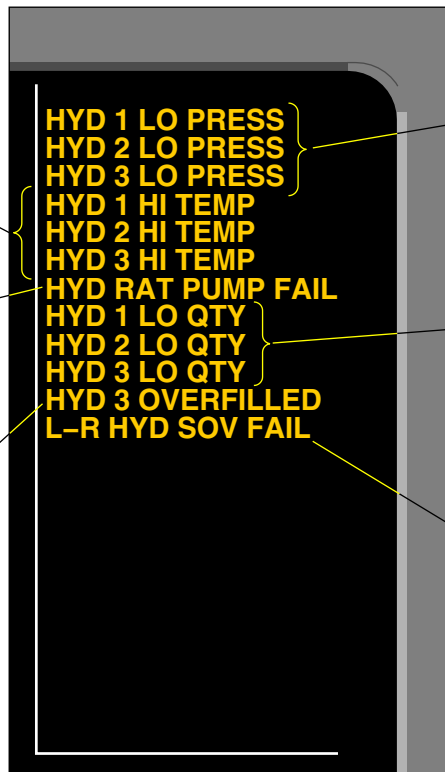 HYD 1 LO PRESS
HYD 2 LO PRESS
HYD 3 LO PRESS
HYD 1 HI TEMP
HYD 2 HI TEMP
HYD 3 HI TEMP
HYD RAT PUMP FAIL
HYD 1 LO QTY
HYD 2 LO QTY
HYD 3 LO QTY
HYD 3 OVERFILLED
L–R HYD SOV FAIL